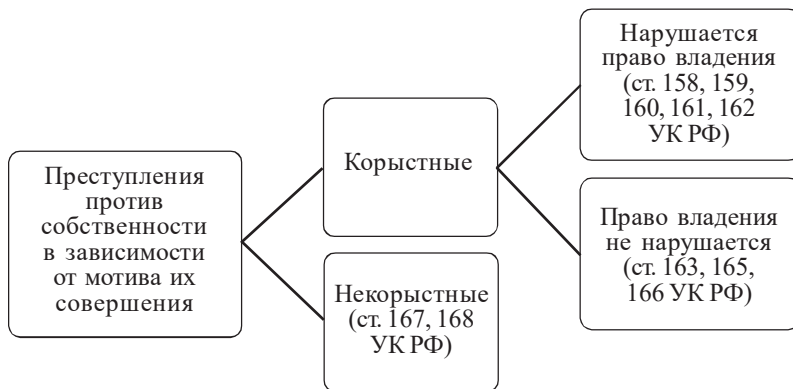 Преступления
против
собственности
в зависимости
от мотива их
совершения
Корыстные
Нарушается
право владения
(ст. 158, 159,
160, 161, 162
УК РФ)
Право владения
не нарушается
(ст. 163, 165,
166 УК РФ)
Некорыстные
(ст. 167, 168
УК РФ)